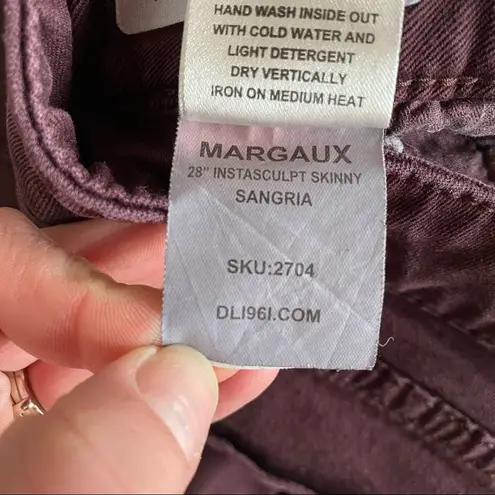 HAND WASH INSIDE OUT
WITH COLD WATER AND
LIGHT DETERGENT
DRY VERTICALLY
IRON ON MEDIUM HEAT
MARGAUX
28" INSTASCULPT SKINNY
SANGRIA
SKU:2704
DL1961.COM